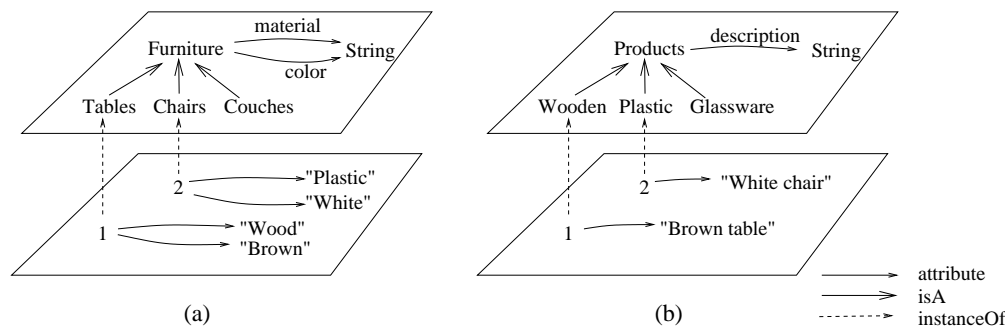 material
Furniture
String
color
Tables
Chairs
Couches
2
"Plastic"
"White"
1
"Wood"
"Brown"
(a)
description
Products
String
Wooden
Plastic
Glassware
2
"White chair"
1
"Brown table"
(b)
attribute
isA
instanceOf